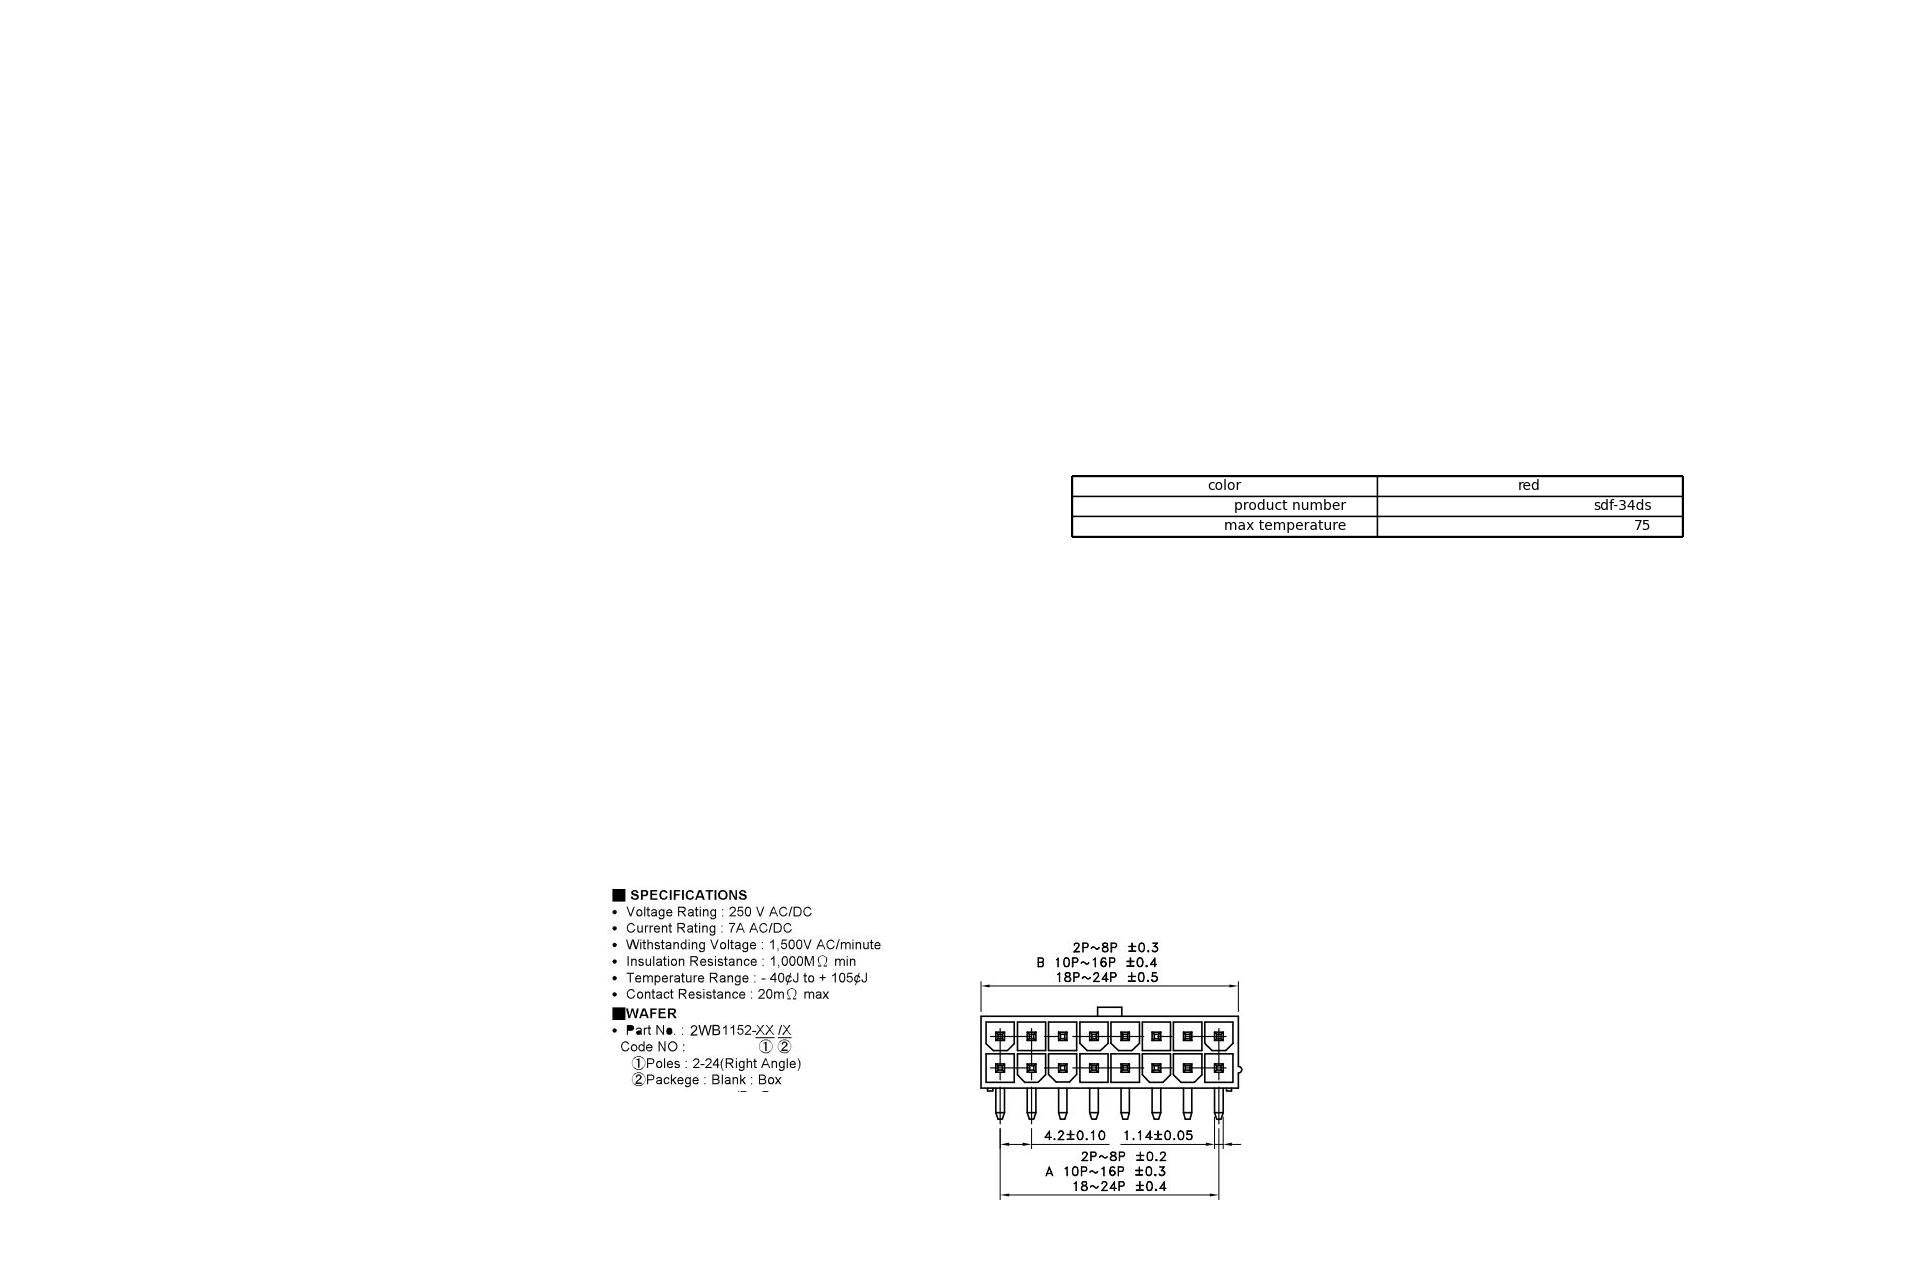 color red
product number sdf-34ds
max temperature 75
■ SPECIFICATIONS
• Voltage Rating : 250 V AC/DC
• Current Rating : 7A AC/DC
• Withstanding Voltage : 1,500V AC/minute
• Insulation Resistance : 1,000MΩ min
• Temperature Range : - 40¢J to + 105¢J
• Contact Resistance : 20mΩ max
■WAFER
• Part No. : 2WB1152-XX /X
Code NO : ① ②
①Poles : 2-24(Right Angle)
②Packege : Blank : Box
2P~8P ±0.3
B 10P~16P ±0.4
18P~24P ±0.5
4.2±0.10 1.14±0.05
2P~8P ±0.2
A 10P~16P ±0.3
18~24P ±0.4